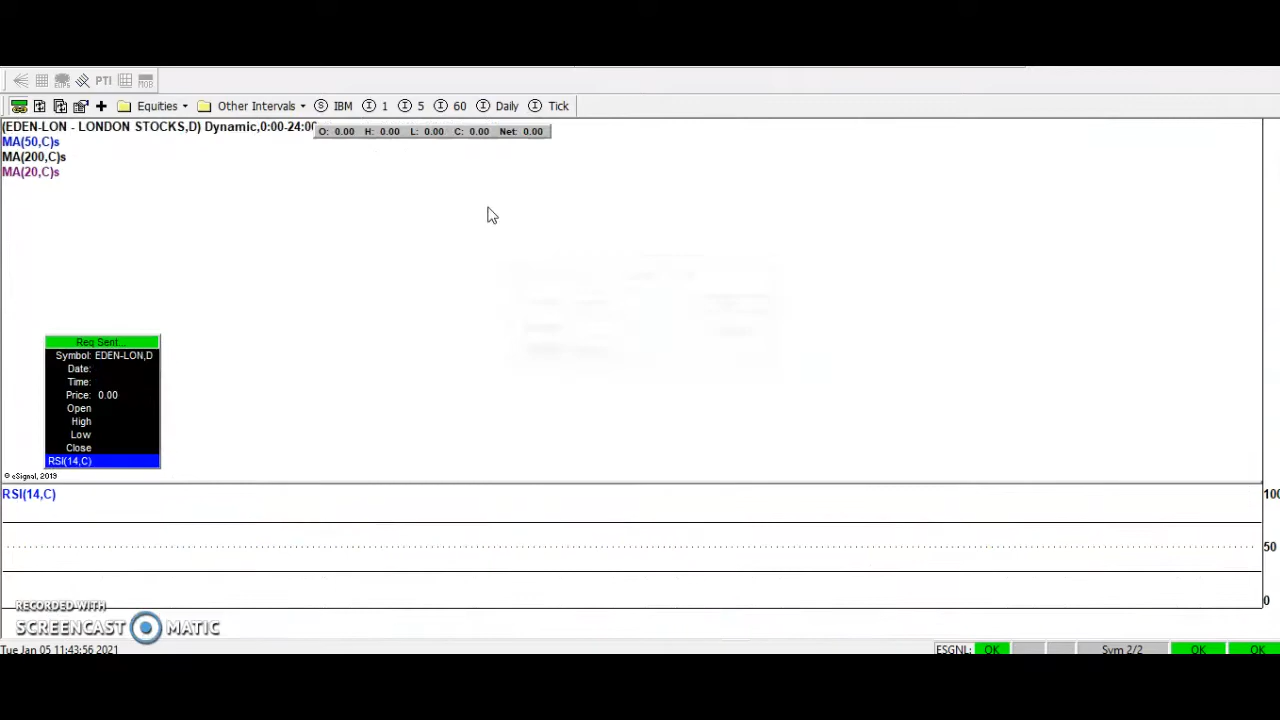 PTI MOB
Equities Other Intervals IBM 1 5 60 Daily Tick
(EDEN-LON - LONDON STOCKS,D) Dynamic,0:00-24:00
O: 0.00 H: 0.00 L: 0.00 C: 0.00 Net: 0.00
MA(50,C)s
MA(200,C)s
MA(20,C)s
Req Sent...
Symbol: EDEN-LON,D
Date:
Time:
Price: 0.00
Open
High
Low
Close
RSI(14,C)
© eSignal, 2019
RSI(14,C)
100
50
0
RECORDED WITH
SCREENCAST MATIC
Tue Jan 05 11:43:56 2021
ESGNL: OK Sym 2/2 OK OK